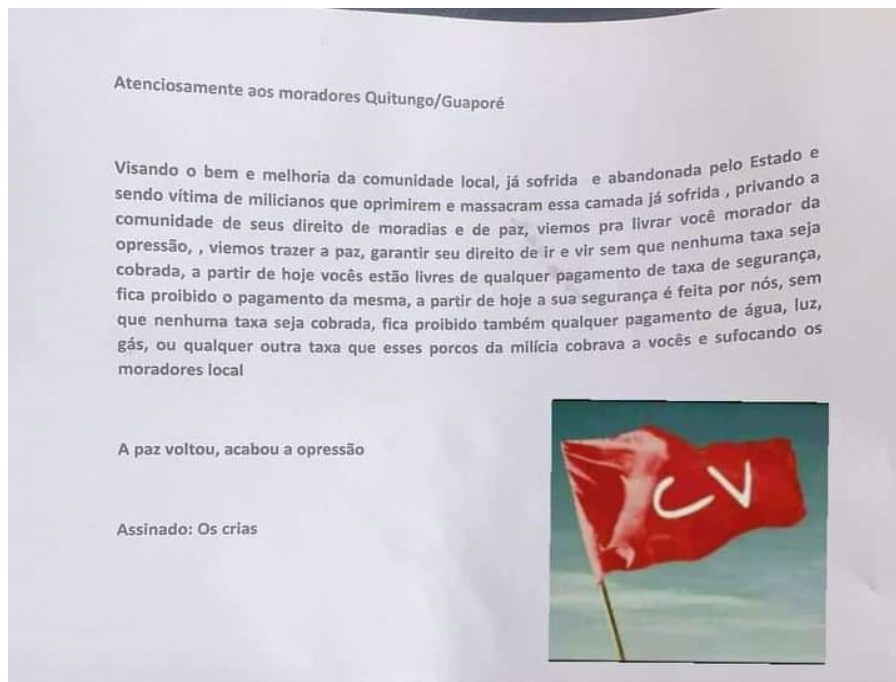 Atenciosamente aos moradores Quitungo/Guaporé
Visando o bem e melhoria da comunidade local, já sofrida e abandonada pelo Estado e
sendo vítima de milicianos que oprimirem e massacram essa camada já sofrida , privando a
comunidade de seus direito de moradias e de paz, viemos pra livrar você morador da
opressão, , viemos trazer a paz, garantir seu direito de ir e vir sem que nenhuma taxa seja
cobrada, a partir de hoje vocês estão livres de qualquer pagamento de taxa de segurança,
fica proibido o pagamento da mesma, a partir de hoje a sua segurança é feita por nós, sem
que nenhuma taxa seja cobrada, fica proibido também qualquer pagamento de água, luz,
gás, ou qualquer outra taxa que esses porcos da milícia cobrava a vocês e sufocando os
moradores local
A paz voltou, acabou a opressão
Assinado: Os crias
CV